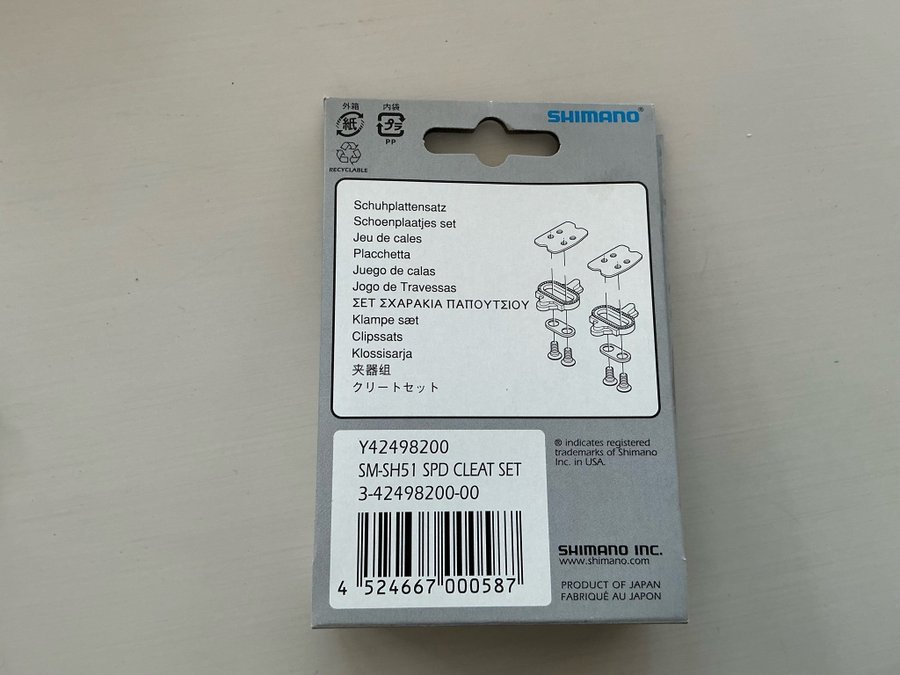 外箱
紙
内袋
プラ
PP
RECYCLABLE
SHIMANO®
Schuhplattensatz
Schoenplaatjes set
Jeu de cales
Placchetta
Juego de calas
Jogo de Travessas
ΣΕΤ ΣΧΑΡΑΚΙΑ ΠΑΠΟΥΤΣΙΟΥ
Klampe sæt
Clipssats
Klossisarja
夹器组
クリートセット
Y42498200
SM-SH51 SPD CLEAT SET
3-42498200-00
4 524667 000587
® indicates registered
trademarks of Shimano
Inc. in USA.
SHIMANO INC.
www.shimano.com
PRODUCT OF JAPAN
FABRIQUÉ AU JAPON